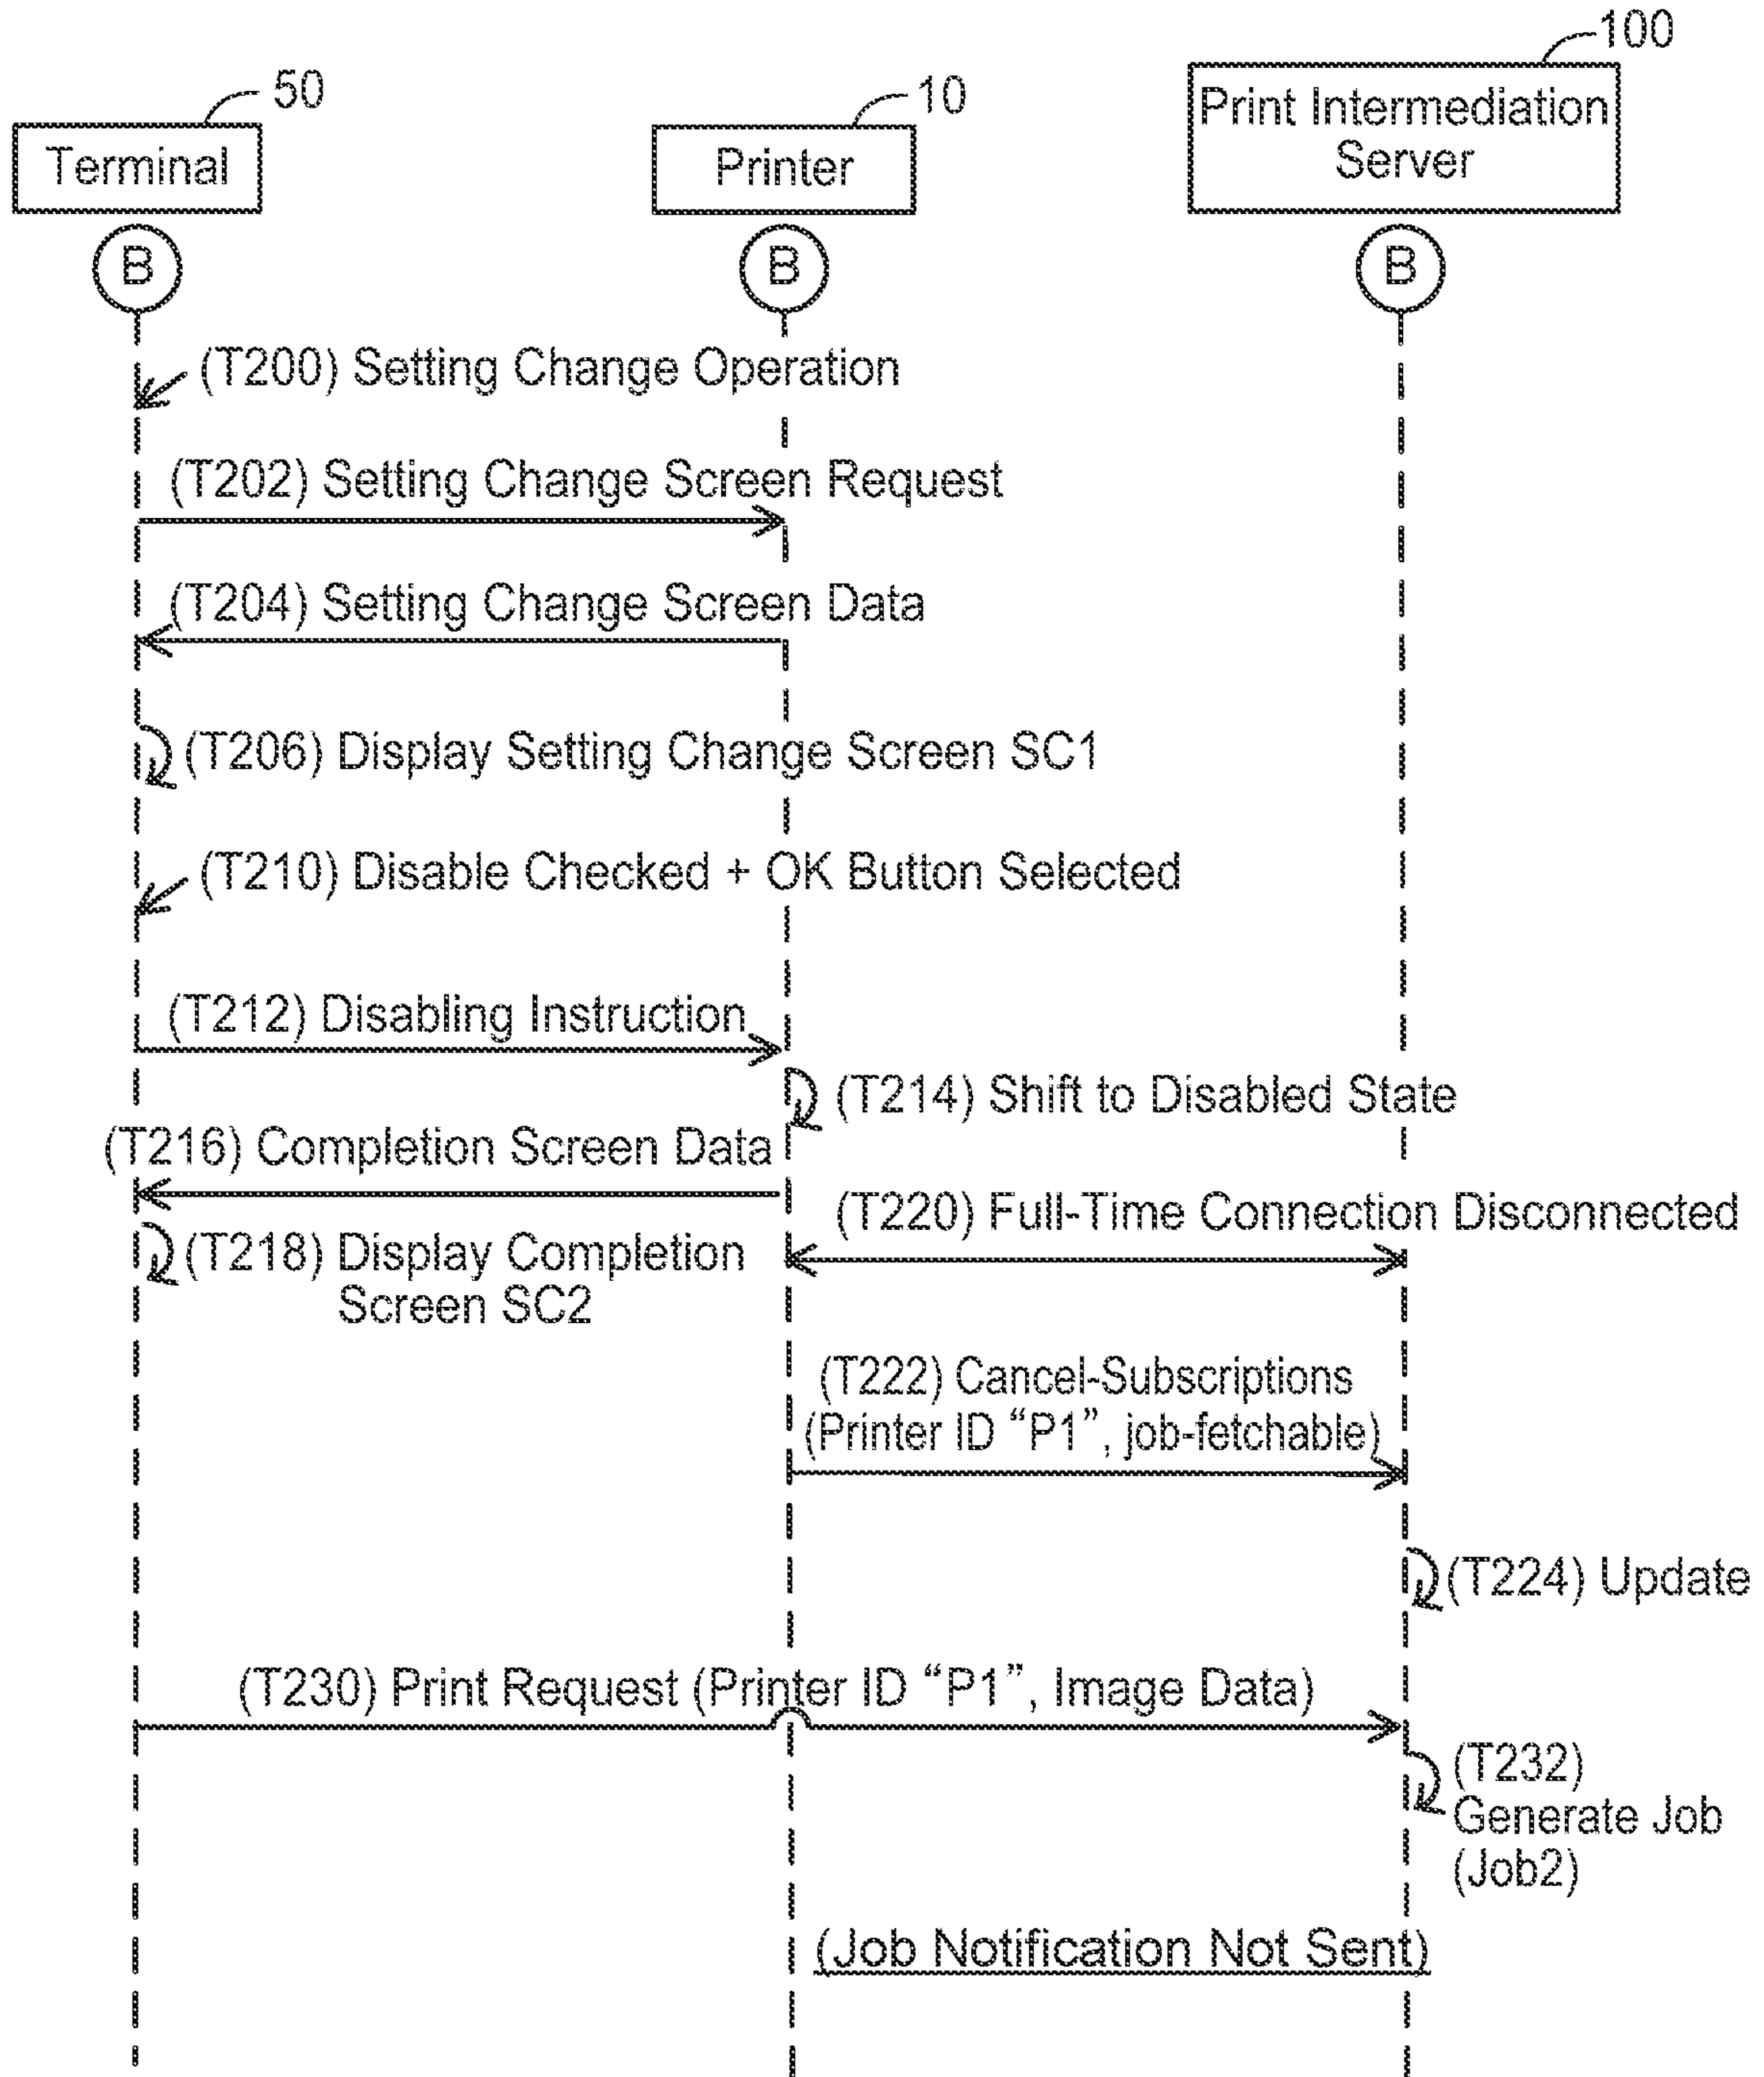 100
50
10
Print Intermediation
Server
Terminal
Printer
B
B
B
(T200) Setting Change Operation
(T202) Setting Change Screen Request
(T204) Setting Change Screen Data
(T206) Display Setting Change Screen SC1
(T210) Disable Checked + OK Button Selected
(T212) Disabling Instruction
(T214) Shift to Disabled State
(T216) Completion Screen Data
(T220) Full-Time Connection Disconnected
(T218) Display Completion
Screen SC2
(T222) Cancel-Subscriptions
(Printer ID “P1”, job-fetchable)
(T224) Update
(T230) Print Request (Printer ID “P1”, Image Data)
(T232)
Generate Job
(Job2)
(Job Notification Not Sent)